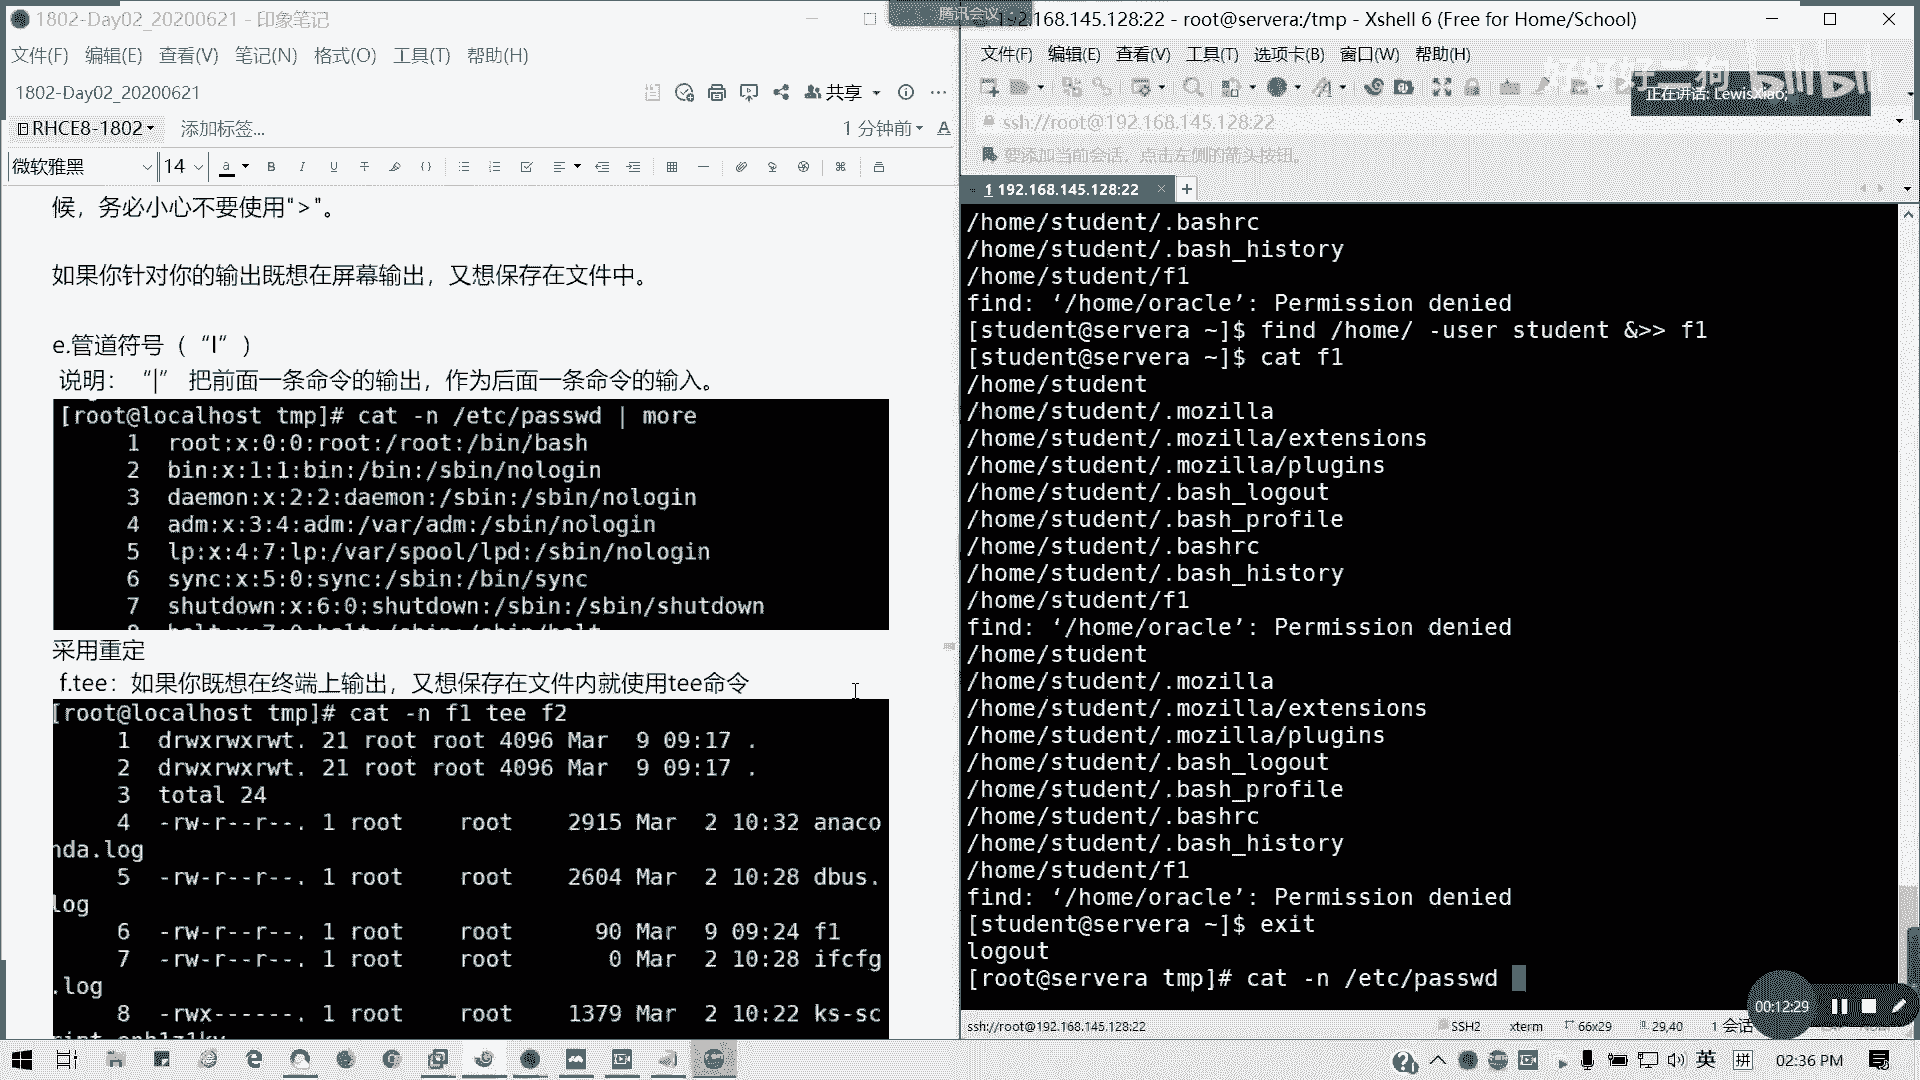 1802-Day02_20200621 - 印象笔记
文件(F) 编辑(E) 查看(V) 笔记(N) 格式(O) 工具(T) 帮助(H)
1802-Day02_20200621
共享
RHCE8-1802 添加标签...
1 分钟前
微软雅黑 14
候，务必小心不要使用">"。
如果你针对你的输出既想在屏幕输出，又想保存在文件中。
e.管道符号（“I”）
说明： “|” 把前面一条命令的输出，作为后面一条命令的输入。
[root@localhost tmp]# cat -n /etc/passwd | more
1 root:x:0:0:root:/root:/bin/bash
2 bin:x:1:1:bin:/bin:/sbin/nologin
3 daemon:x:2:2:daemon:/sbin:/sbin/nologin
4 adm:x:3:4:adm:/var/adm:/sbin/nologin
5 lp:x:4:7:lp:/var/spool/lpd:/sbin/nologin
6 sync:x:5:0:sync:/sbin:/bin/sync
7 shutdown:x:6:0:shutdown:/sbin:/sbin/shutdown
采用重定
f.tee：如果你既想在终端上输出，又想保存在文件内就使用tee命令
[root@localhost tmp]# cat -n f1 tee f2
1 drwxrwxrwt. 21 root root 4096 Mar 9 09:17 .
2 drwxrwxrwt. 21 root root 4096 Mar 9 09:17 .
3 total 24
4 -rw-r--r--. 1 root root 2915 Mar 2 10:32 anaco
nda.log
5 -rw-r--r--. 1 root root 2604 Mar 2 10:28 dbus.
log
6 -rw-r--r--. 1 root root 90 Mar 9 09:24 f1
7 -rw-r--r--. 1 root root 0 Mar 2 10:28 ifcfg
.log
8 -rwx------. 1 root root 1379 Mar 2 10:22 ks-sc
腾讯会议
192.168.145.128:22 - root@servera:/tmp - Xshell 6 (Free for Home/School)
文件(F) 编辑(E) 查看(V) 工具(T) 选项卡(B) 窗口(W) 帮助(H)
好好好二狗 bilibili
正在讲话: LewisXiao;
ssh://root@192.168.145.128:22
要添加当前会话，点击左侧的箭头按钮。
1 192.168.145.128:22
/home/student/.bashrc
/home/student/.bash_history
/home/student/f1
find: ‘/home/oracle’: Permission denied
[student@servera ~]$ find /home/ -user student &>> f1
[student@servera ~]$ cat f1
/home/student
/home/student/.mozilla
/home/student/.mozilla/extensions
/home/student/.mozilla/plugins
/home/student/.bash_logout
/home/student/.bash_profile
/home/student/.bashrc
/home/student/.bash_history
/home/student/f1
find: ‘/home/oracle’: Permission denied
/home/student
/home/student/.mozilla
/home/student/.mozilla/extensions
/home/student/.mozilla/plugins
/home/student/.bash_logout
/home/student/.bash_profile
/home/student/.bashrc
/home/student/.bash_history
/home/student/f1
find: ‘/home/oracle’: Permission denied
[student@servera ~]$ exit
logout
[root@servera tmp]# cat -n /etc/passwd
00:12:29
ssh://root@192.168.145.128:22 SSH2 xterm 66x29 29,40 1 会话
英 拼 02:36 PM